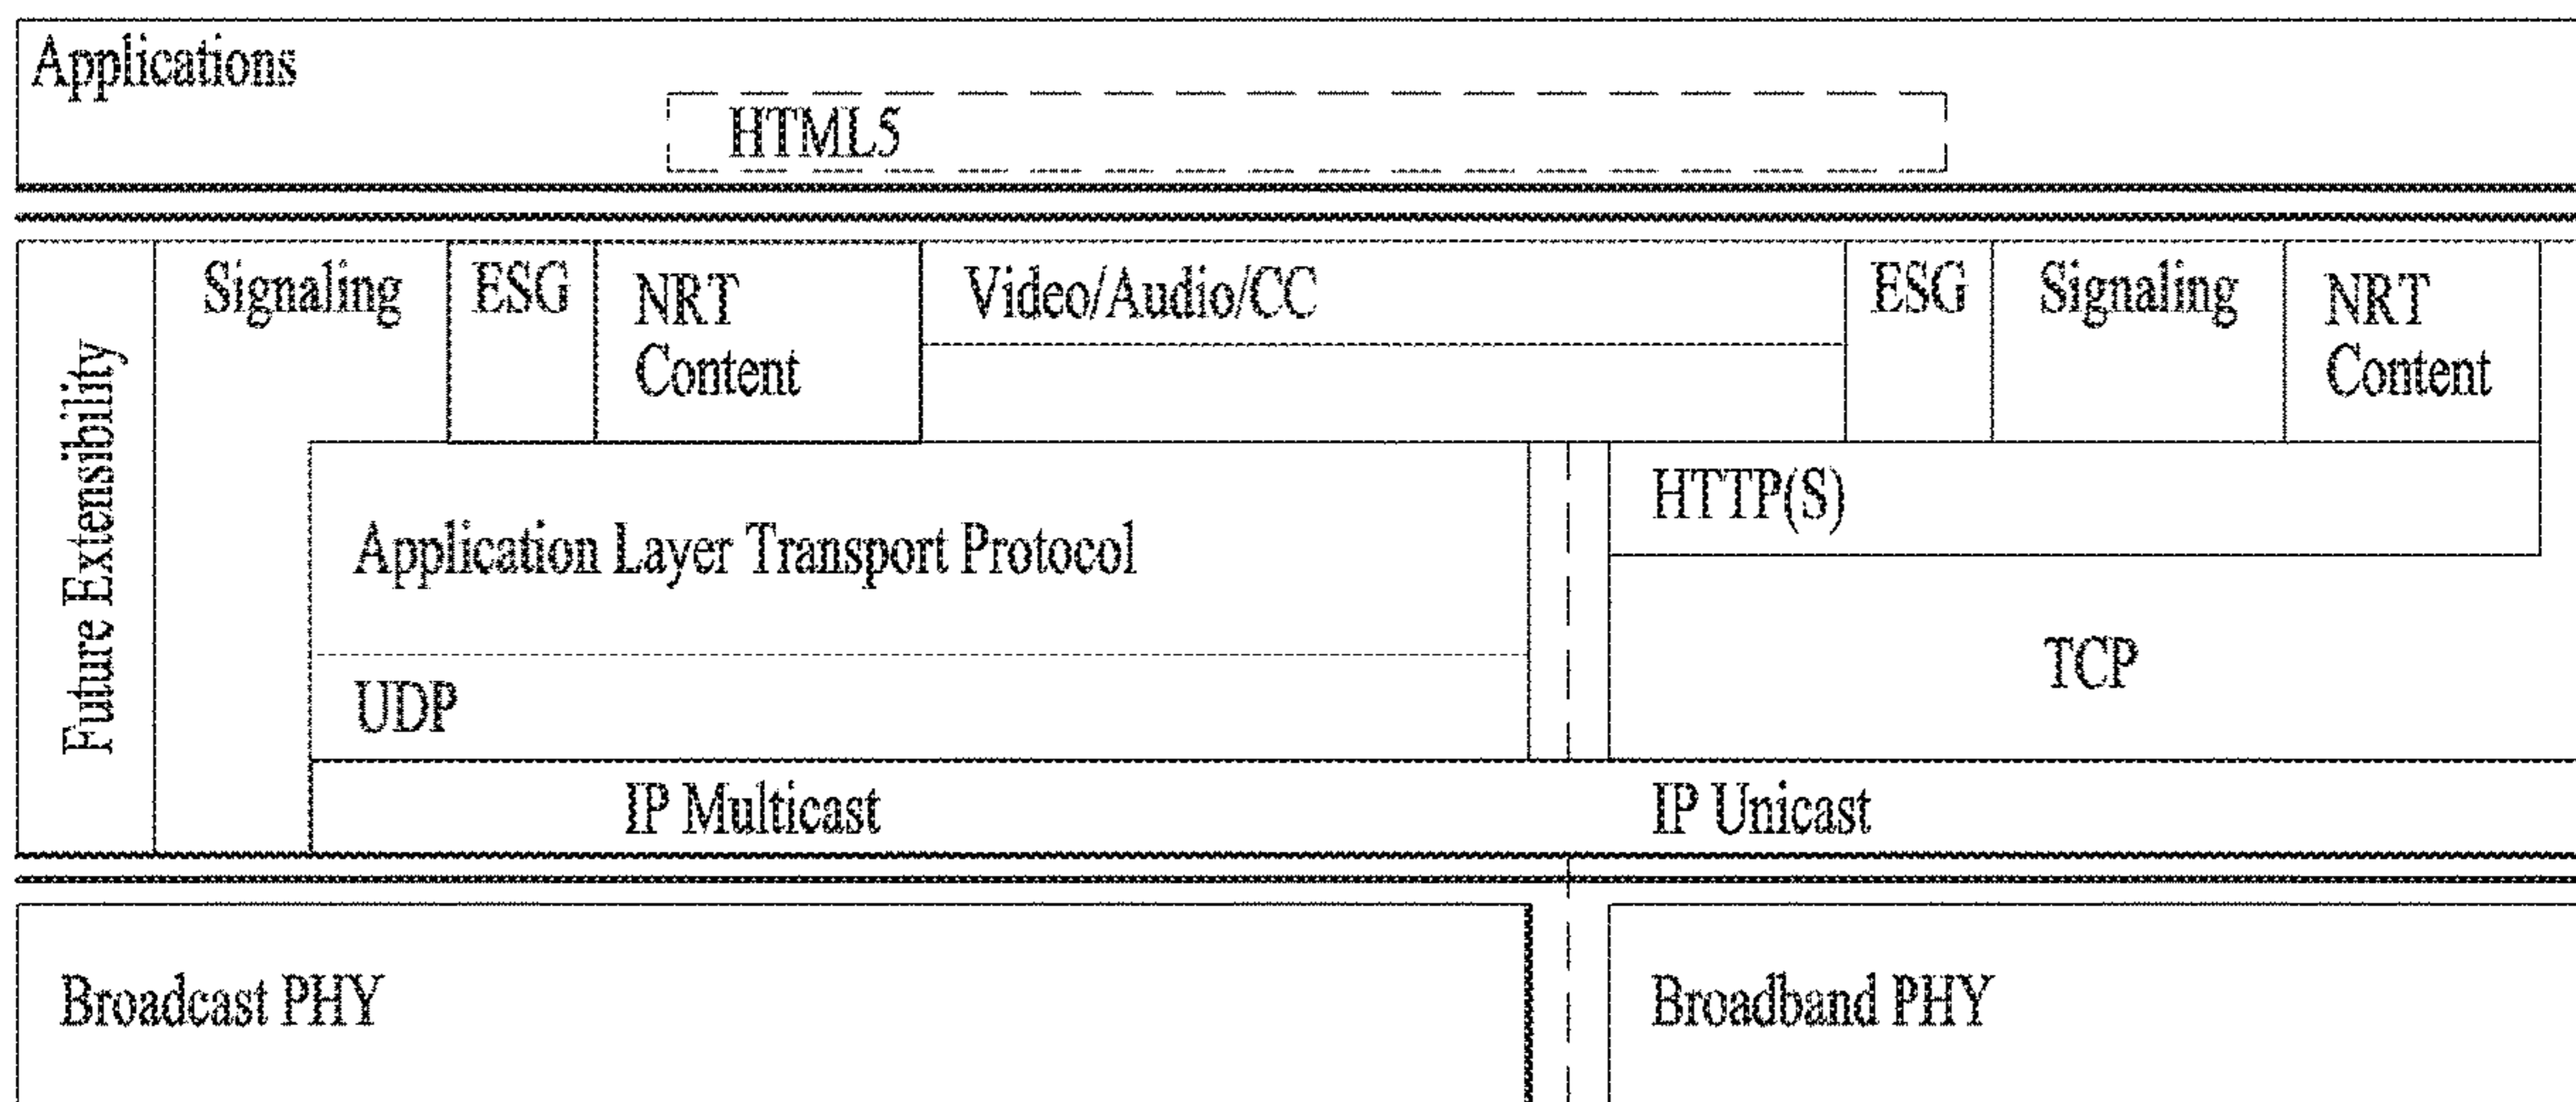 Applications
HTML5
Future Extensibility
Signaling
ESG
NRT
Content
Video/Audio/CC
ESG
Signaling
NRT
Content
Application Layer Transport Protocol
HTTP(S)
UDP
TCP
IP Multicast
IP Unicast
Broadcast PHY
Broadband PHY